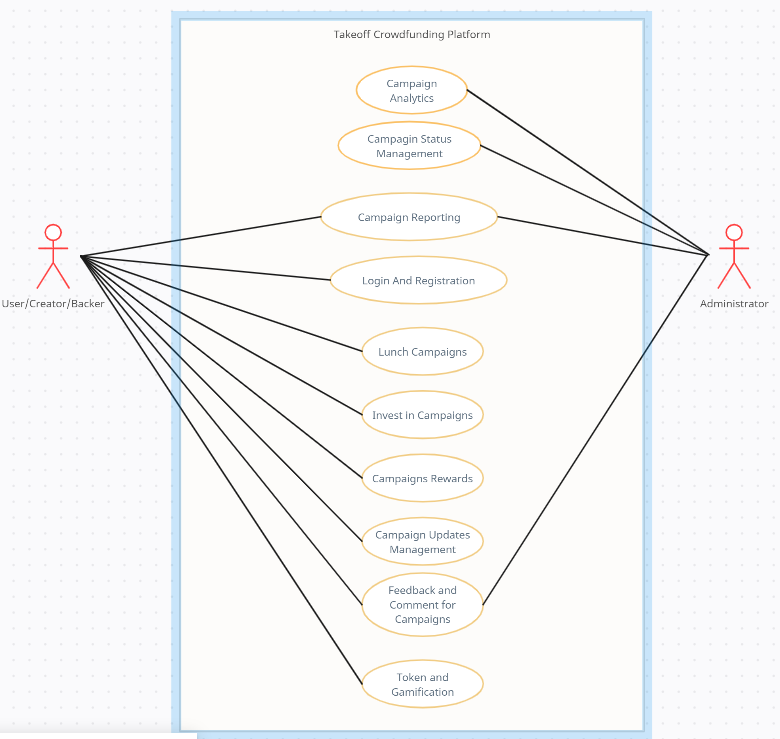 Takeoff Crowdfunding Platform
Campaign
Analytics
Campagin Status
Management
Campaign Reporting
Login And Registration
User/Creator/Backer
Administrator
Lunch Campaigns
Invest in Campaigns
Campaigns Rewards
Campaign Updates
Management
Feedback and
Comment for
Campaigns
Token and
Gamification